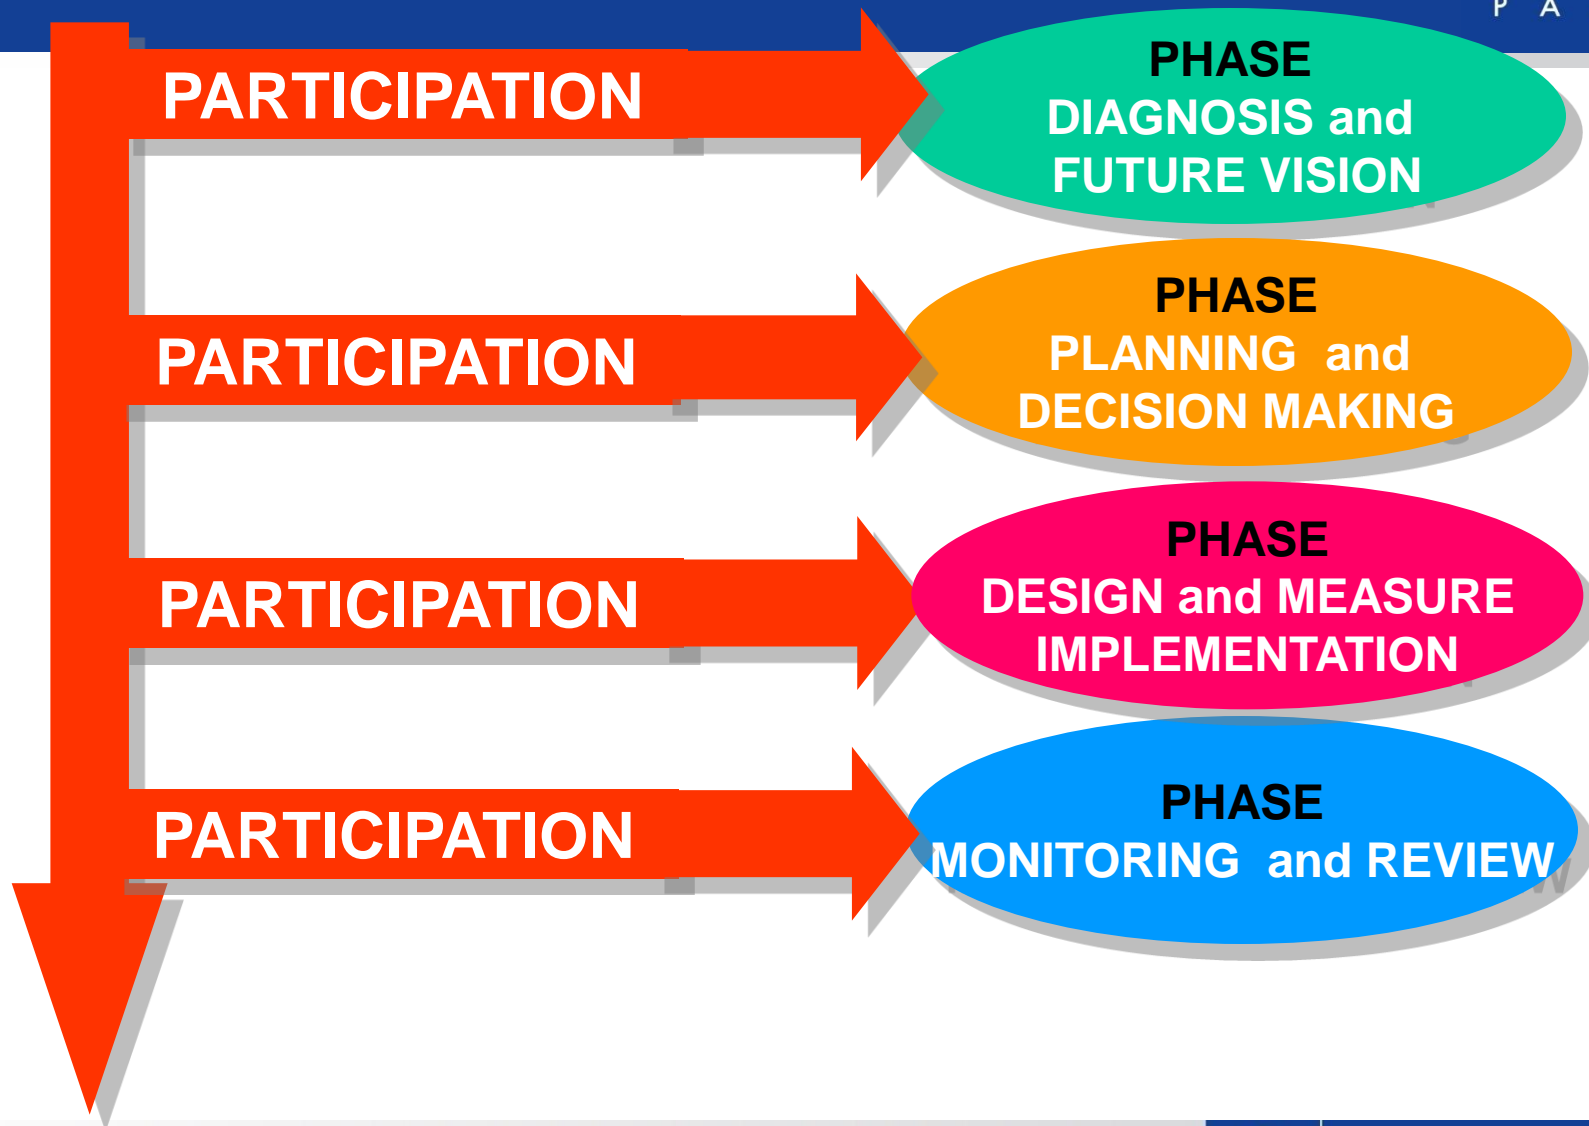 P A
PARTICIPATION
PHASE
DIAGNOSIS and
FUTURE VISION
PARTICIPATION
PHASE
PLANNING and
DECISION MAKING
PARTICIPATION
PHASE
DESIGN and MEASURE
IMPLEMENTATION
PARTICIPATION
PHASE
MONITORING and REVIEW